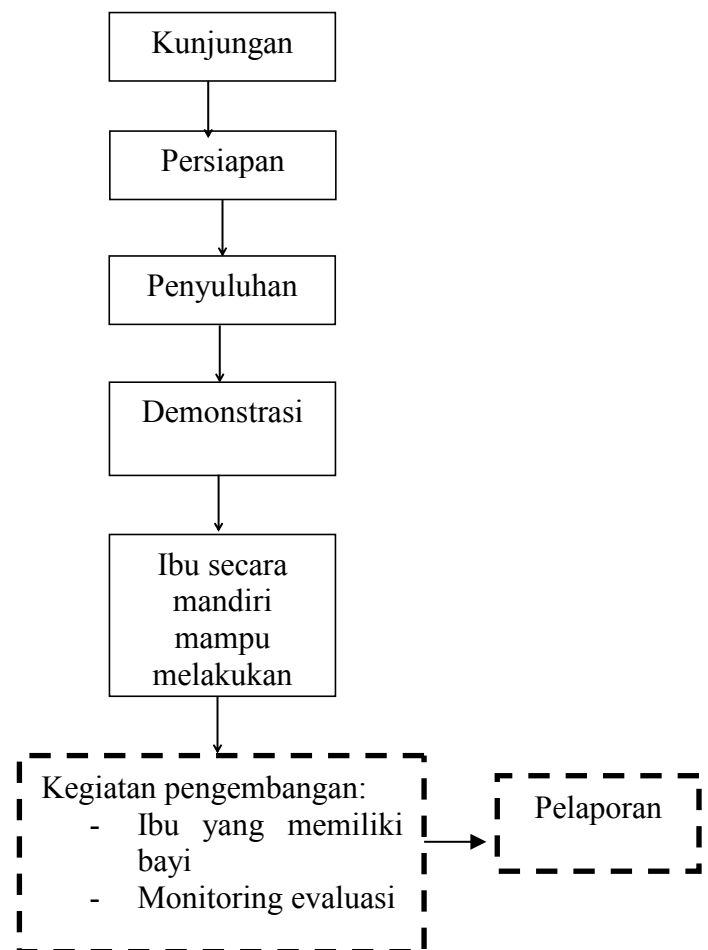 Kunjungan
Persiapan
Penyuluhan
Demonstrasi
Ibu secara
mandiri
mampu
melakukan
Kegiatan pengembangan:
- Ibu yang memiliki
bayi
- Monitoring evaluasi
Pelaporan